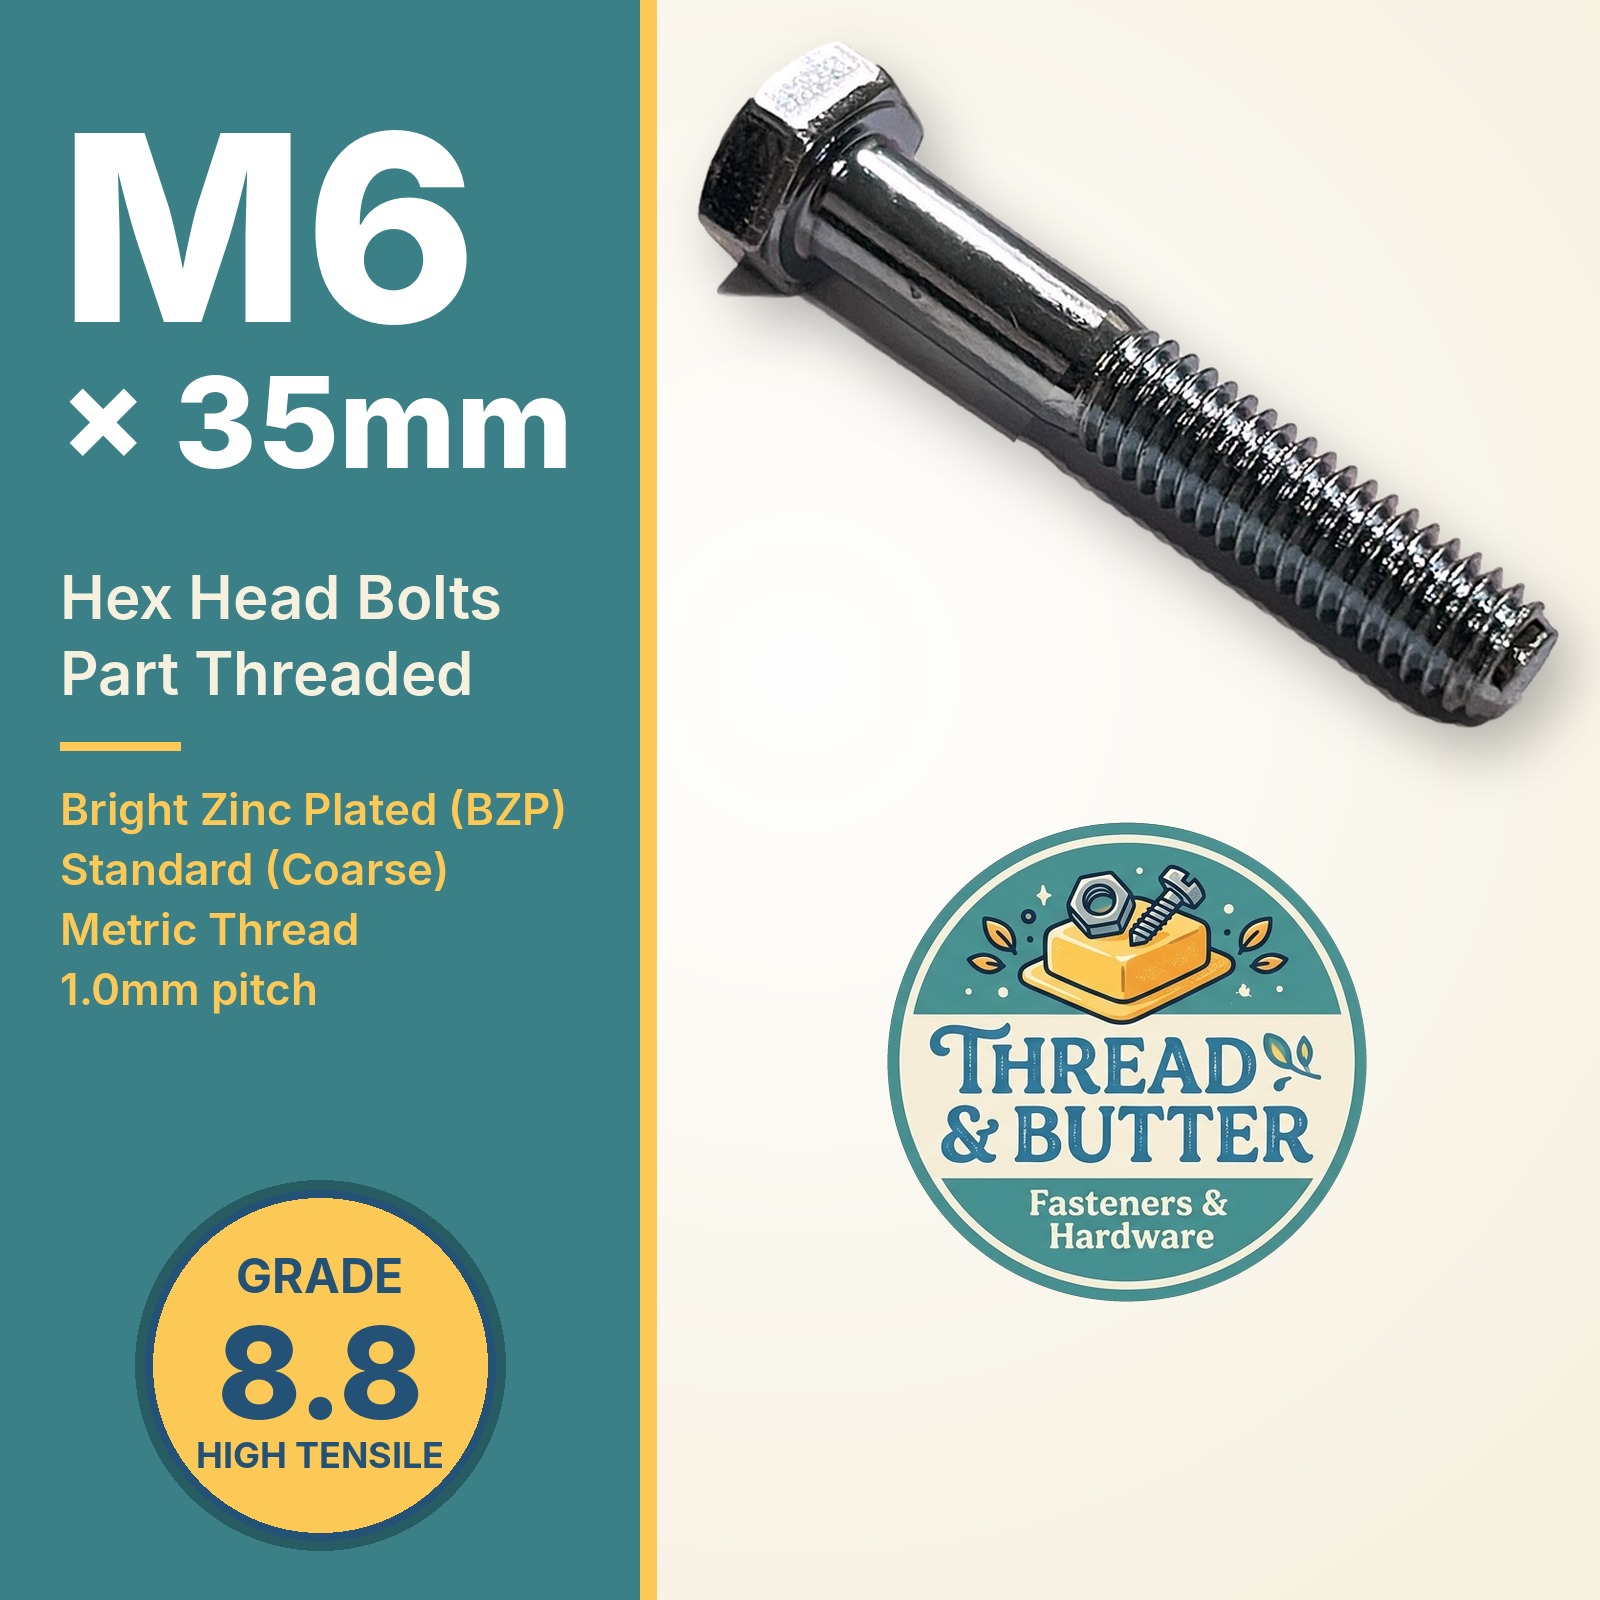 M6
× 35mm
Hex Head Bolts
Part Threaded
Bright Zinc Plated (BZP)
Standard (Coarse)
Metric Thread
1.0mm pitch
GRADE
8.8
HIGH TENSILE
THREAD
& BUTTER
Fasteners &
Hardware